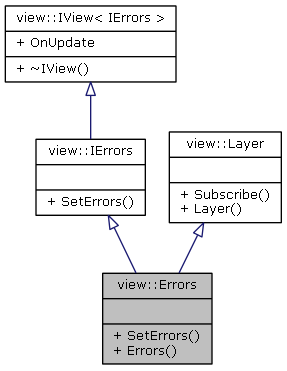 view::IView< IErrors >
+ OnUpdate
+ ~IView()
view::IErrors
+ SetErrors()
view::Layer
+ Subscribe()
+ Layer()
view::Errors
+ SetErrors()
+ Errors()